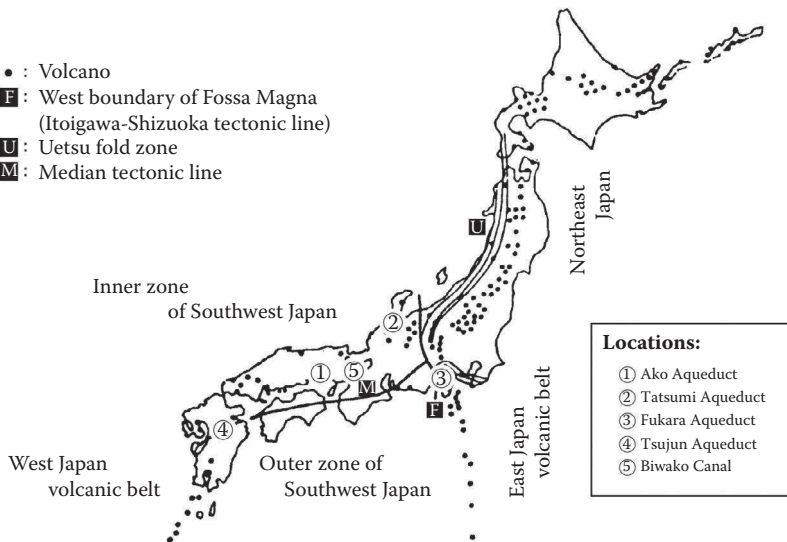 • : Volcano
F : West boundary of Fossa Magna
(Itoigawa-Shizuoka tectonic line)
U : Uetsu fold zone
M : Median tectonic line
Northeast
Japan
U
Inner zone
of Southwest Japan
②
① ⑤ M ③
F
④
West Japan
volcanic belt
Outer zone of
Southwest Japan
East Japan
volcanic belt
Locations:
① Ako Aqueduct
② Tatsumi Aqueduct
③ Fukara Aqueduct
④ Tsujun Aqueduct
⑤ Biwako Canal